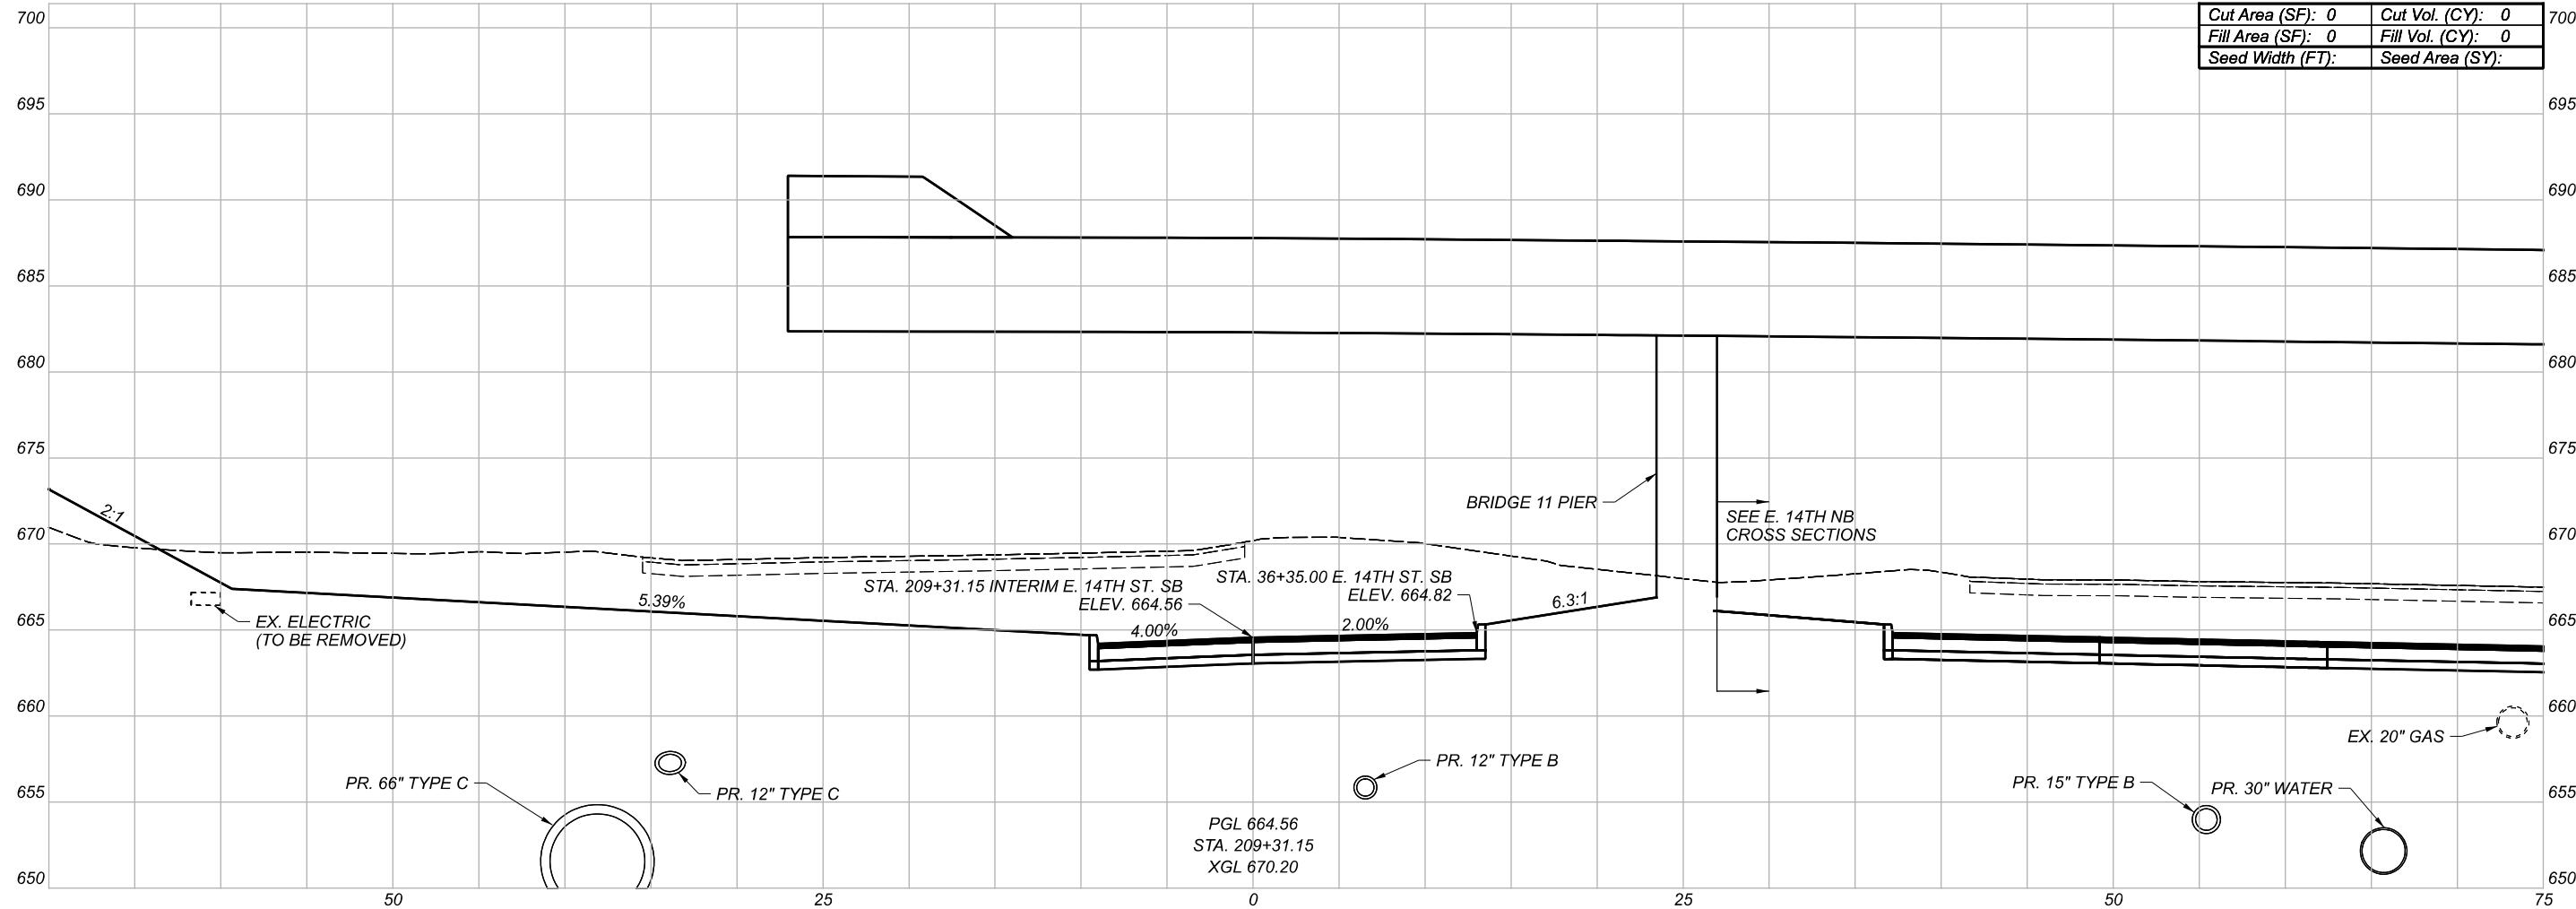 700
Cut Area (SF): 0 Cut Vol. (CY): 0
700
Fill Area (SF): 0 Fill Vol. (CY): 0
Seed Width (FT): Seed Area (SY):
695
695
690
690
685
685
680
680
675
675
2:1
BRIDGE 11 PIER
SEE E. 14TH NB
CROSS SECTIONS
670
670
STA. 209+31.15 INTERIM E. 14TH ST. SB
ELEV. 664.56
STA. 36+35.00 E. 14TH ST. SB
ELEV. 664.82
5.39%
6.3:1
EX. ELECTRIC
(TO BE REMOVED)
4.00%
2.00%
665
665
660
660
EX. 20" GAS
PR. 66" TYPE C
PR. 12" TYPE C
PR. 12" TYPE B
PR. 15" TYPE B
PR. 30" WATER
655
655
PGL 664.56
STA. 209+31.15
XGL 670.20
650
650
50
25
0
25
50
75